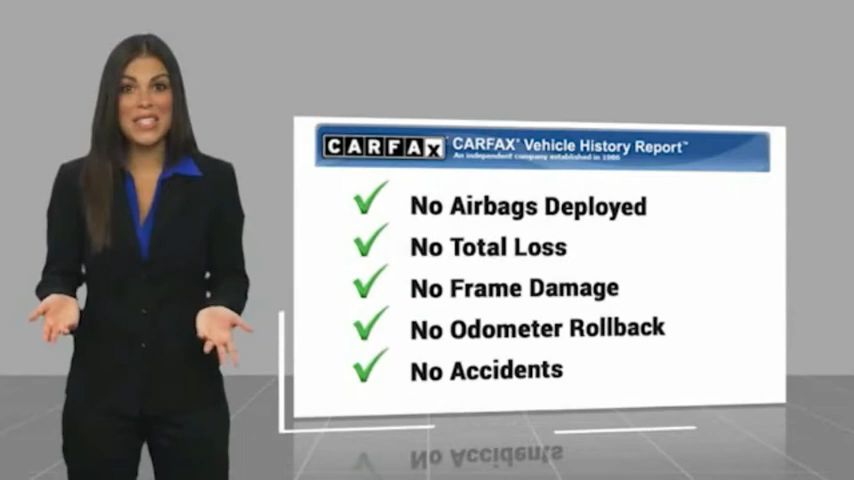 CARFAX CARFAX® Vehicle History Report™
An independent company established in 1986
No Airbags Deployed
No Total Loss
No Frame Damage
No Odometer Rollback
No Accidents
No Accidents